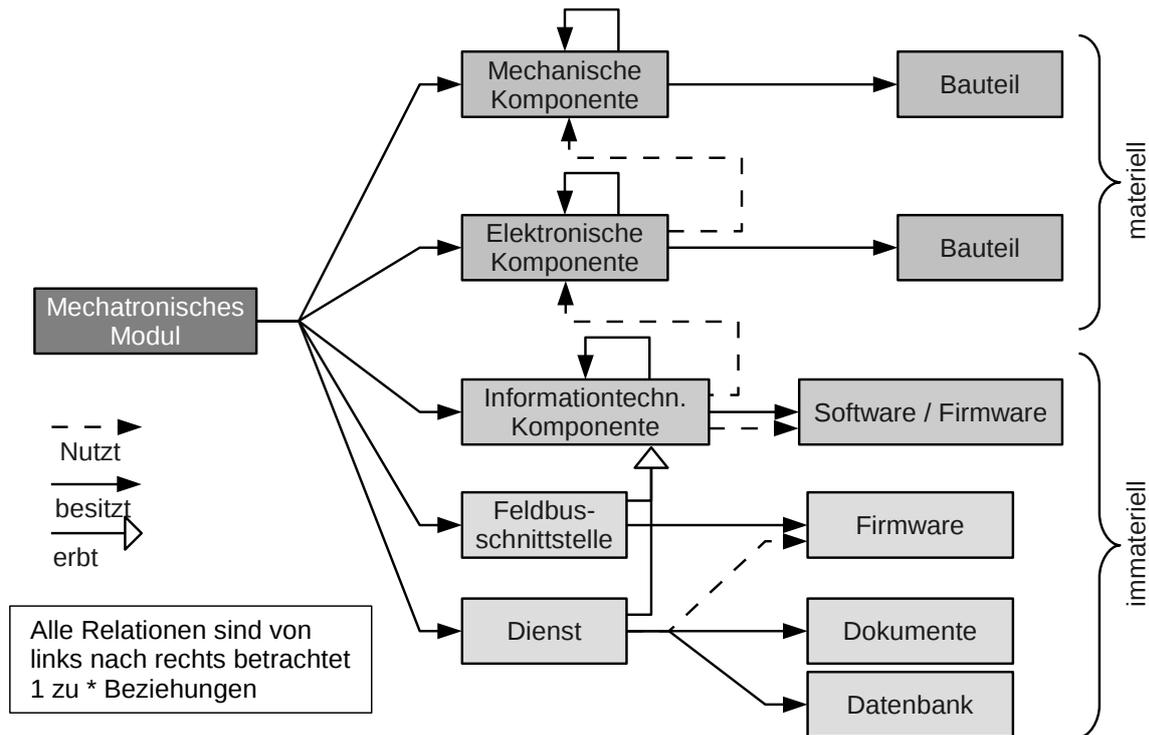 Mechanische
Komponente
Bauteil
materiell
Elektronische
Komponente
Bauteil
Mechatronisches
Modul
Informationtechn.
Komponente
Software / Firmware
Nutzt
besitzt
erbt
Feldbus-
schnittstelle
Firmware
immateriell
Dienst
Dokumente
Datenbank
Alle Relationen sind von
links nach rechts betrachtet
1 zu * Beziehungen